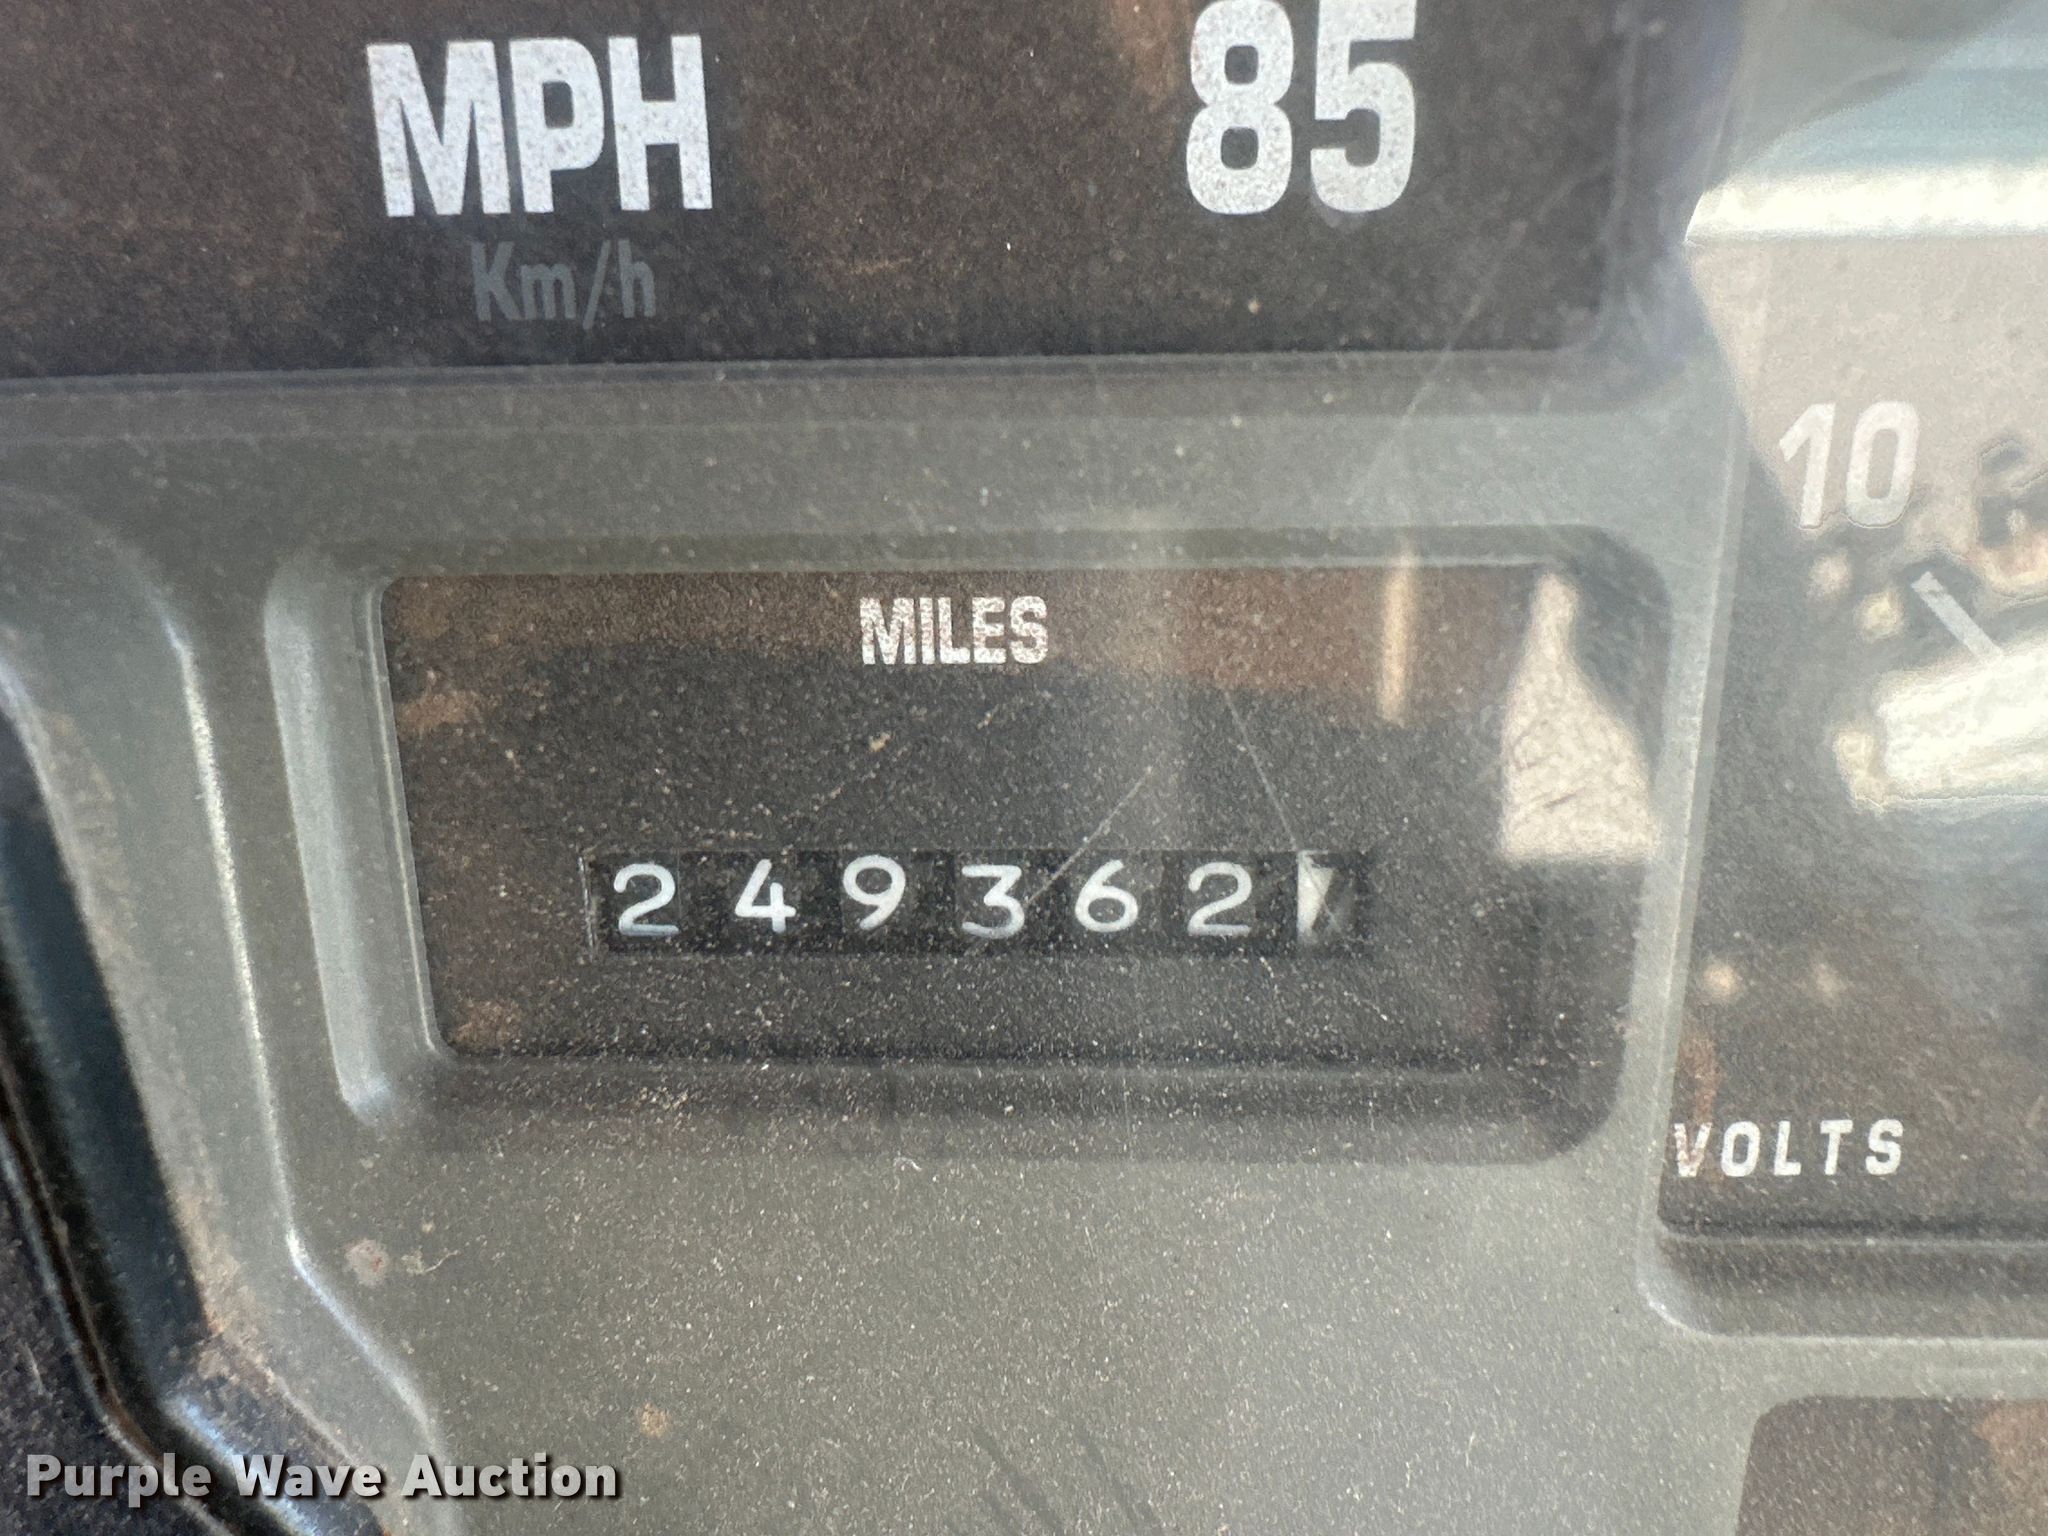 MPH 85
Km/h
10
MILES
249362
VOLTS
Purple Wave Auction